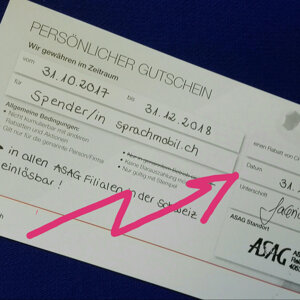 PERSÖNLICHER GUTSCHEIN
Wir gewähren im Zeitraum
vom
31.10.2017
bis
31.12.2018
für
Spender/in Sprachmobil.ch
Allgemeine Bedingungen:
• Nicht kumulierbar mit anderen
Rabatten und Aktionen
Gilt nur für die genannte Person/Firma
• Keine Barauszahlung
• Nur gültig mit Stempel
• in allen ASAG Filialen in der Schweiz
einlösbar!
einen Rabatt von
Datum
31.
Unterschrift
ASAG Standort
ASAG